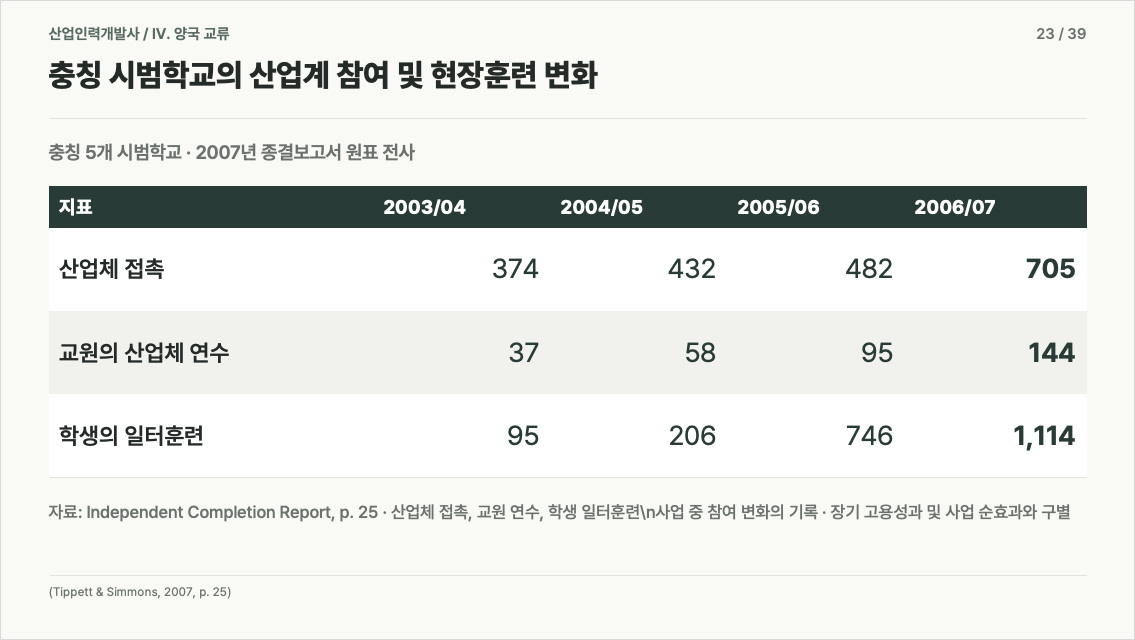 산업인력개발사 / IV. 양국 교류
23 / 39
충칭 시범학교의 산업계 참여 및 현장훈련 변화
충칭 5개 시범학교 · 2007년 종결보고서 원표 전사
지표 2003/04 2004/05 2005/06 2006/07
산업체 접촉 374 432 482 705
교원의 산업체 연수 37 58 95 144
학생의 일터훈련 95 206 746 1,114
자료: Independent Completion Report, p. 25 · 산업체 접촉, 교원 연수, 학생 일터훈련\n사업 중 참여 변화의 기록 · 장기 고용성과 및 사업 순효과와 구별
(Tippett & Simmons, 2007, p. 25)